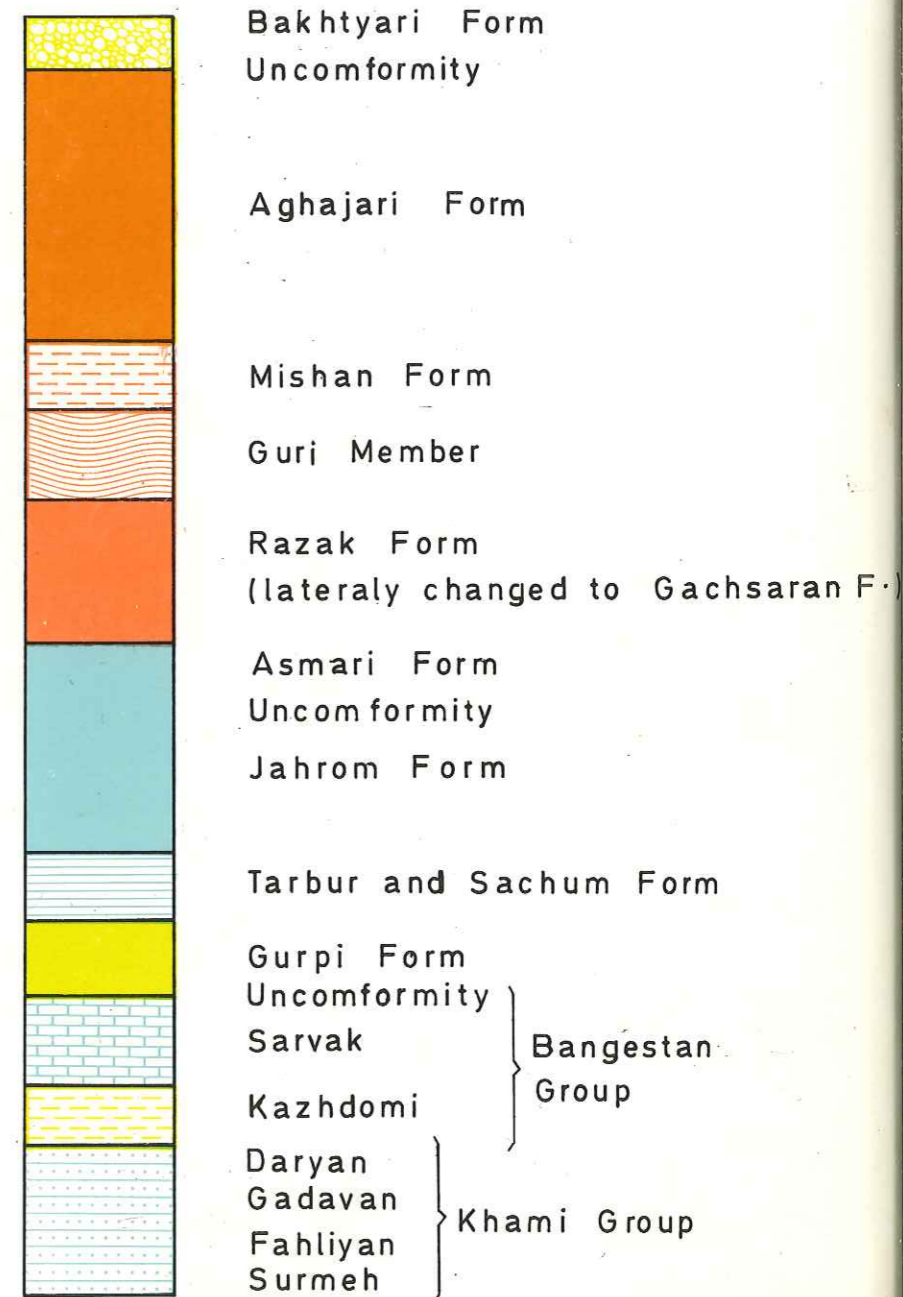 Bakhtyari Form
Uncomformity
Aghajari Form
Mishan Form
Guri Member
Razak Form
(lateraly changed to Gachsaran F.)
Asmari Form
Uncomformity
Jahrom Form
Tarbur and Sachum Form
Gurpi Form
Uncomformity
Sarvak
Kazhdomi
Bangestan
Group
Daryan
Gadavan
Fahliyan
Surmeh
Khami Group